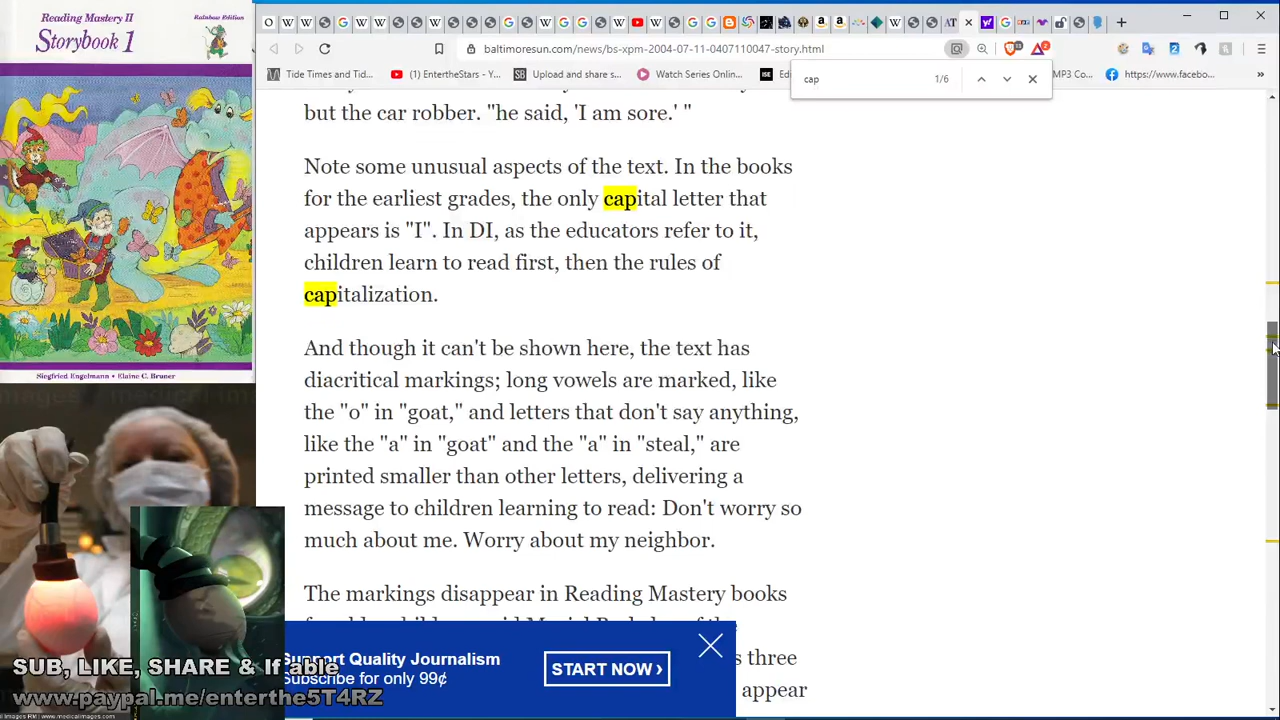 Reading Mastery II
Rainbow Edition
Storybook 1
Siegfried Engelmann • Elaine C. Bruner
baltimoresun.com/news/bs-xpm-2004-07-11-0407110047-story.html
Tide Times and Tid...
(1) EntertheStars - Y...
Upload and share s...
Watch Series Onlin...
MP3 Co...
https://www.facebo...
cap
1/6
but the car robber. "he said, 'I am sore.' "
Note some unusual aspects of the text. In the books
for the earliest grades, the only capital letter that
appears is "I". In DI, as the educators refer to it,
children learn to read first, then the rules of
capitalization.
And though it can't be shown here, the text has
diacritical markings; long vowels are marked, like
the "o" in "goat," and letters that don't say anything,
like the "a" in "goat" and the "a" in "steal," are
printed smaller than other letters, delivering a
message to children learning to read: Don't worry so
much about me. Worry about my neighbor.
The markings disappear in Reading Mastery books
s three
appear
Support Quality Journalism
Subscribe for only 99¢
START NOW ›
SUB, LIKE, SHARE & If able
www.paypal.me/enterthe5T4RZ